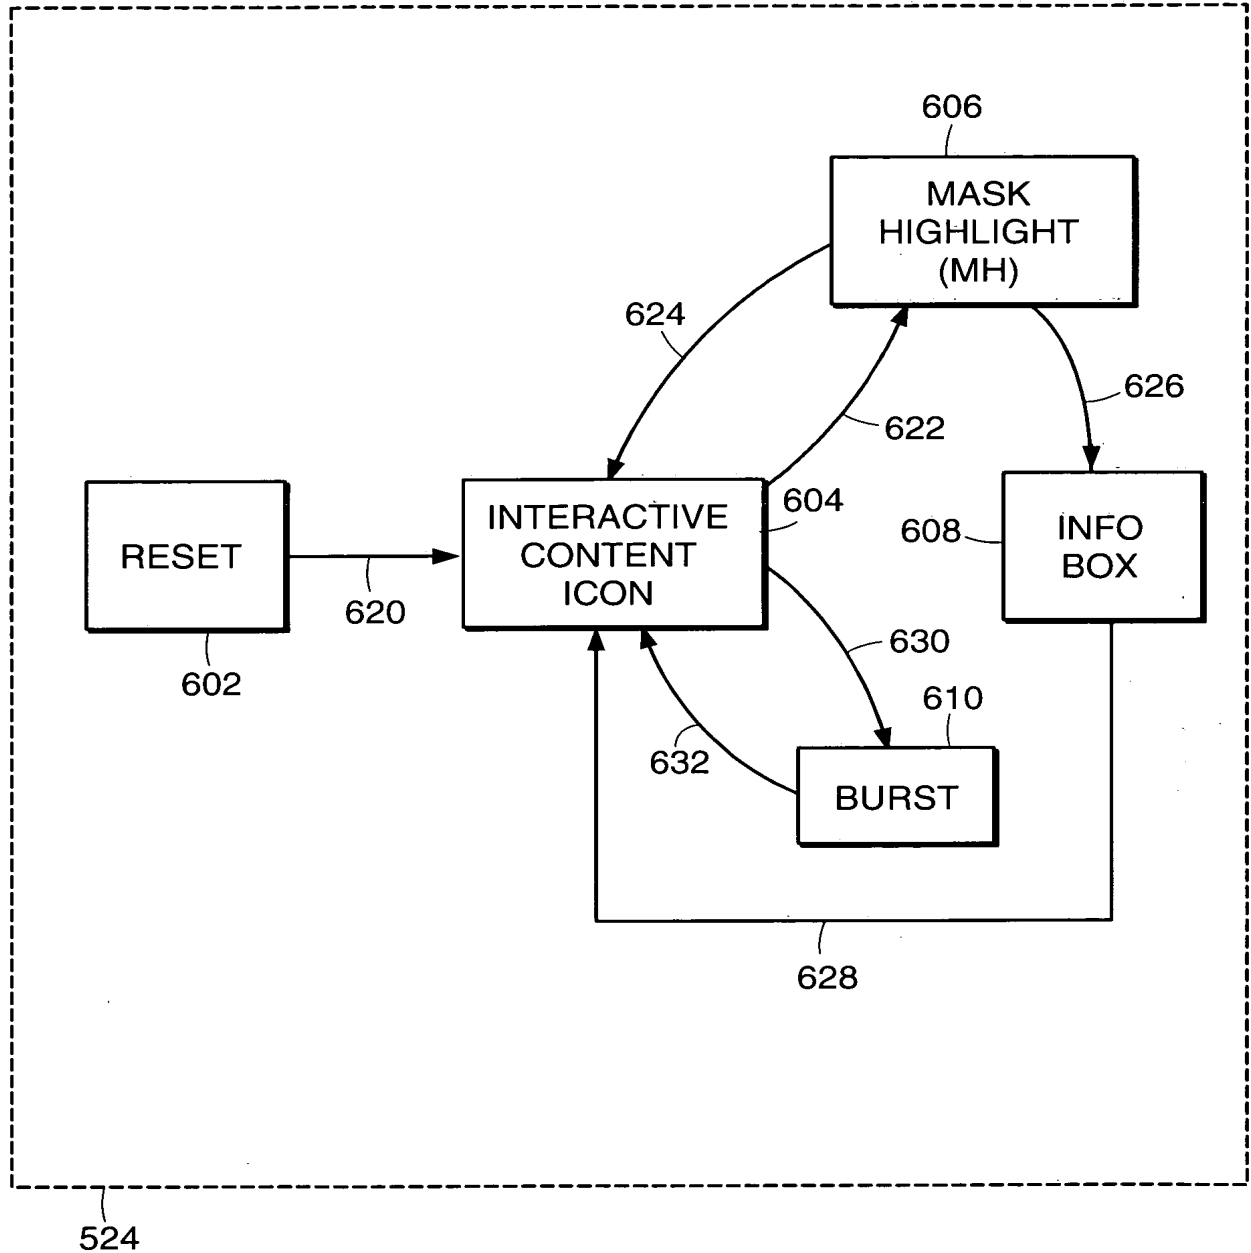 606
MASK
HIGHLIGHT
(MH)
624
626
622
604
INTERACTIVE
CONTENT
ICON
RESET
608
INFO
BOX
620
602
630
610
632
BURST
628
524